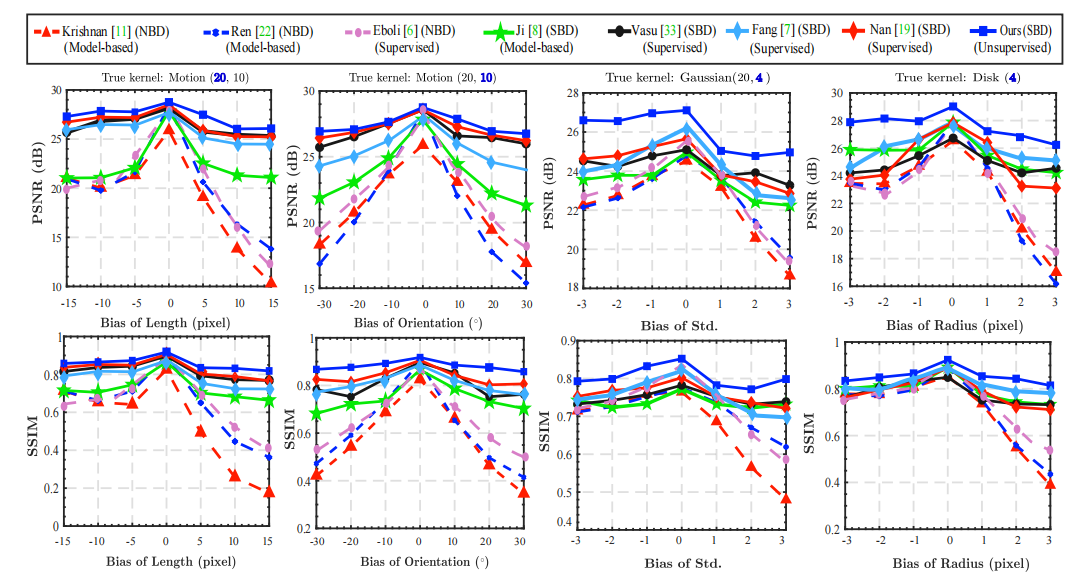 Krishnan [11] (NBD) Ren [22] (NBD) Eboli [6] (NBD) Ji [8] (SBD) Vasu [33] (SBD) Fang [7] (SBD) Nan [19] (SBD) Ours (SBD)
(Model-based) (Model-based) (Supervised) (Model-based) (Supervised) (Supervised) (Supervised) (Unsupervised)
True kernel: Motion (20, 10)
30
25
20
15
10
PSNR (dB)
-15 -10 -5 0 5 10 15
Bias of Length (pixel)
True kernel: Motion (20, 10)
30
25
20
15
PSNR (dB)
-30 -20 -10 0 10 20 30
Bias of Orientation (°)
True kernel: Gaussian(20,4)
28
26
24
22
20
18
PSNR (dB)
-3 -2 -1 0 1 2 3
Bias of Std.
True kernel: Disk (4)
30
28
26
24
22
20
18
16
PSNR (dB)
-3 -2 -1 0 1 2 3
Bias of Radius (pixel)
1
0.8
0.6
0.4
0.2
0
SSIM
-15 -10 -5 0 5 10 15
Bias of Length (pixel)
1
0.8
0.6
0.4
0.2
SSIM
-30 -20 -10 0 10 20 30
Bias of Orientation (°)
0.9
0.8
0.7
0.6
0.5
0.4
SSIM
-3 -2 -1 0 1 2 3
Bias of Std.
1
0.8
0.6
0.4
0.2
SSIM
-3 -2 -1 0 1 2 3
Bias of Radius (pixel)